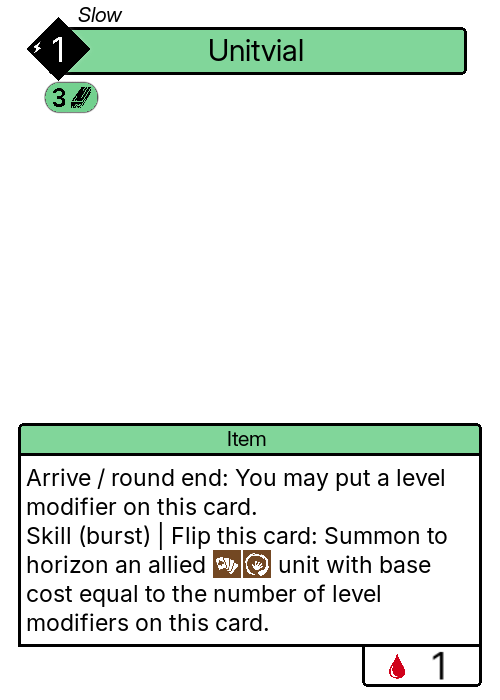 Slow
1
Unitvial
3
Item
Arrive / round end: You may put a level
modifier on this card.
Skill (burst) | Flip this card: Summon to
horizon an allied unit with base
cost equal to the number of level
modifiers on this card.
1